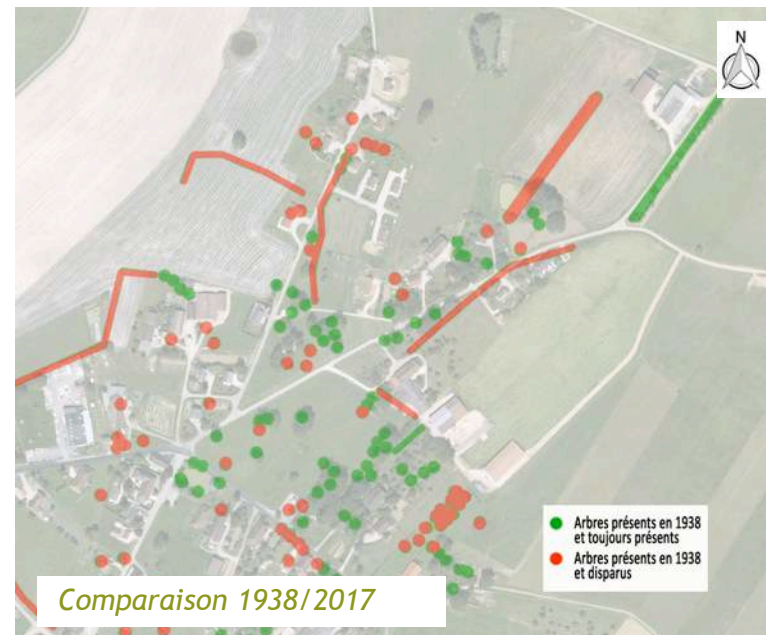 N
Arbres présents en 1938
et toujours présents
Arbres présents en 1938
et disparus
Comparaison 1938/2017